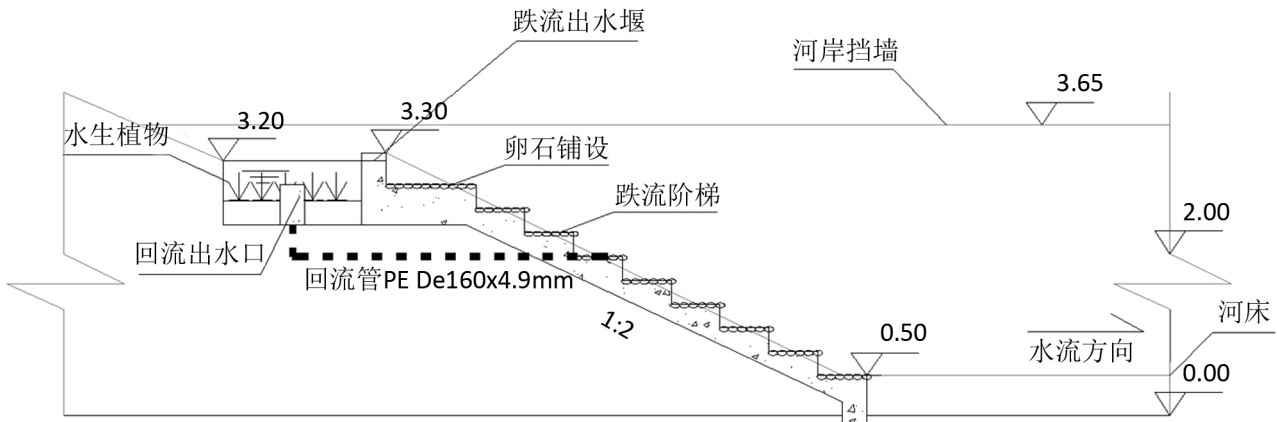 跌流出水堰
河岸挡墙
3.65
3.20
3.30
水生植物
卵石铺设
跌流阶梯
2.00
回流出水口
回流管PE De160x4.9mm
1:2
0.50
河床
水流方向
0.00